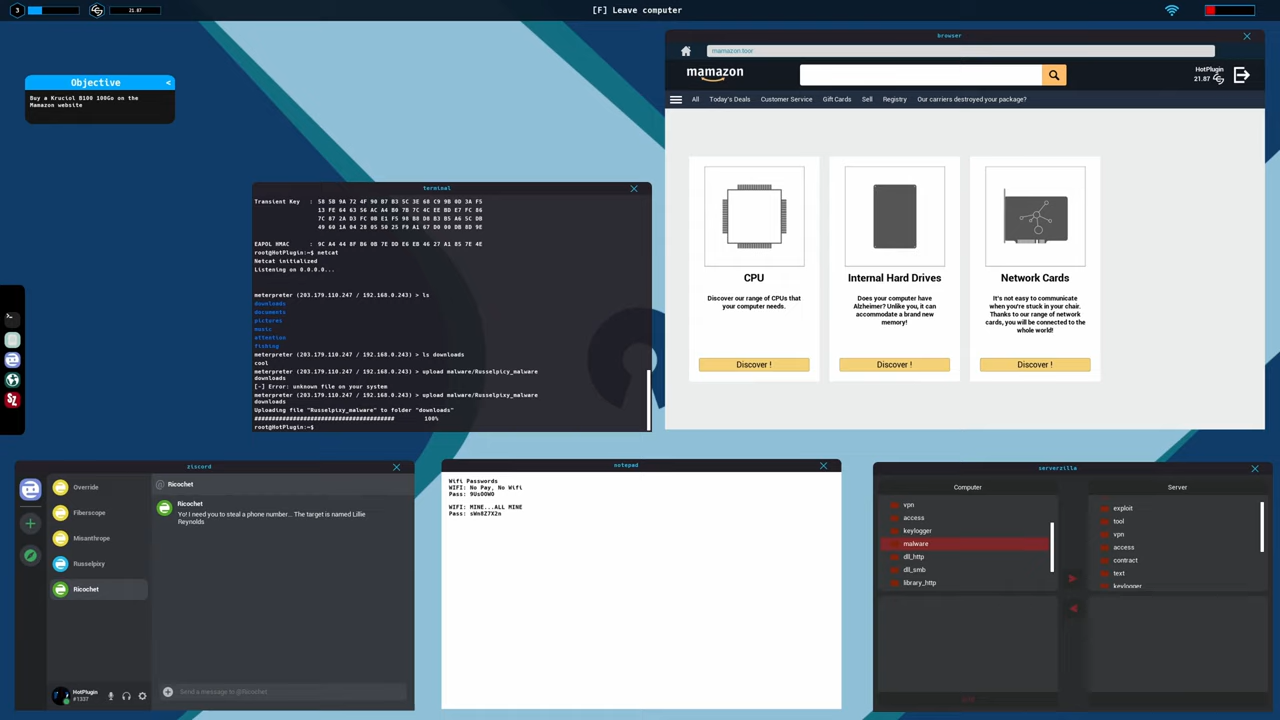 3
21.87
[F] Leave computer
Objective <
Buy a Krucial B100 100Go on the
Mamazon website
browser
mamazon toor
mamazon
HotPlugin
21.87
All Today's Deals Customer Service Gift Cards Sell Registry Our carriers destroyed your package?
CPU
Discover our range of CPUs that
your computer needs.
Discover !
Internal Hard Drives
Does your computer have
Alzheimer? Unlike you, it can
accommodate a brand new
memory!
Discover !
Network Cards
It's not easy to communicate
when you're stuck in your chair.
Thanks to our range of network
cards, you will be connected to the
whole world!
Discover !
terminal
Transient Key :
EAPOL HMAC :
root@HotPlugin:~$ netcat
Netcat initialized
Listening on 0.0.0.0...
meterpreter (203.179.110.247 / 192.168.0.243) > ls
downloads
documents
pictures
music
attention
fishing
meterpreter (203.179.110.247 / 192.168.0.243) > ls downloads
cool
meterpreter (203.179.110.247 / 192.168.0.243) > upload malware/Russelpicy_malware
downloads
[-] Error: unknown file on your system
meterpreter (203.179.110.247 / 192.168.0.243) > upload malware/Russelpixy_malware
downloads
Uploading file "Russelpixy_malware" to folder "downloads"
####################################### 100%
root@HotPlugin:~$
ziscord
Override
Fiberscope
Misanthrope
Russelpixy
Ricochet
HotPlugin
#1337
@ Ricochet
Ricochet
Yo! I need you to steal a phone number... The target is named Lillie
Reynolds
Send a message to @Ricochet
notepad
Wifi Passwords
WIFI: No Pay, No Wifi
WIFI: MINE...ALL MINE
Pass: sWn8Z7X2n
serverzilla
Computer
vpn
access
keylogger
malware
dll_http
dll_smb
library_http
Server
exploit
tool
vpn
access
contract
text
keylogger